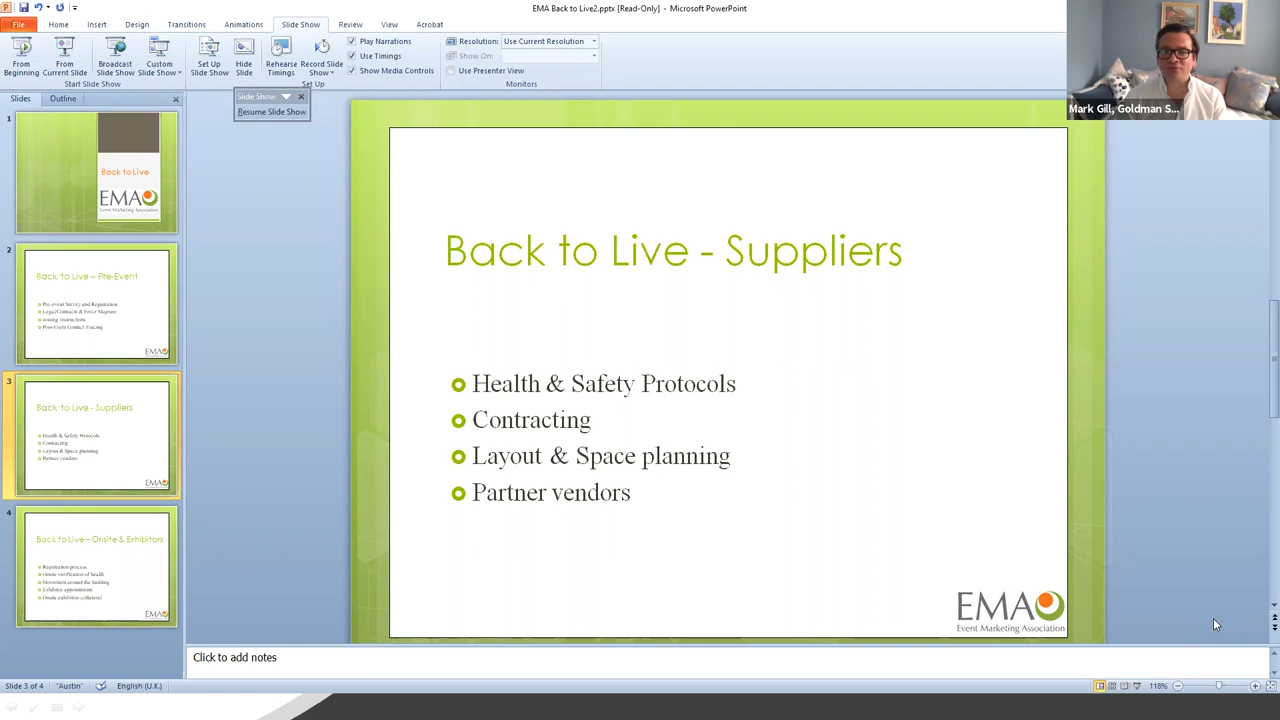 EMA Back to Live2.pptx [Read-Only] - Microsoft PowerPoint
File Home Insert Design Transitions Animations Slide Show Review View Acrobat
From Beginning
From Current Slide
Broadcast Slide Show
Custom Slide Show
Start Slide Show
Set Up Slide Show
Hide Slide
Rehearse Timings
Record Slide Show
Play Narrations
Use Timings
Show Media Controls
Set Up
Resolution: Use Current Resolution
Show On:
Use Presenter View
Monitors
Mark Gill, Goldman S...
Slides Outline
Slide Show
Resume Slide Show
1
Back to Live
EMA
Event Marketing Association
2
Back to Live – Pre-Event
Pre-event Survey and Registration
Legal/Contracts & Force Majeure
Joining Instructions
Post-Event Contact Tracing
EMA
3
Back to Live - Suppliers
Health & Safety Protocols
Contracting
Layout & Space planning
Partner vendors
EMA
4
Back to Live – Onsite & Exhibitors
Registration process
Onsite verification of health
Movement around the building
Exhibitor appointments
Onsite exhibition collateral
EMA
Back to Live - Suppliers
Health & Safety Protocols
Contracting
Layout & Space planning
Partner vendors
EMA
Event Marketing Association
Click to add notes
Slide 3 of 4 "Austin" English (U.K.) 118%